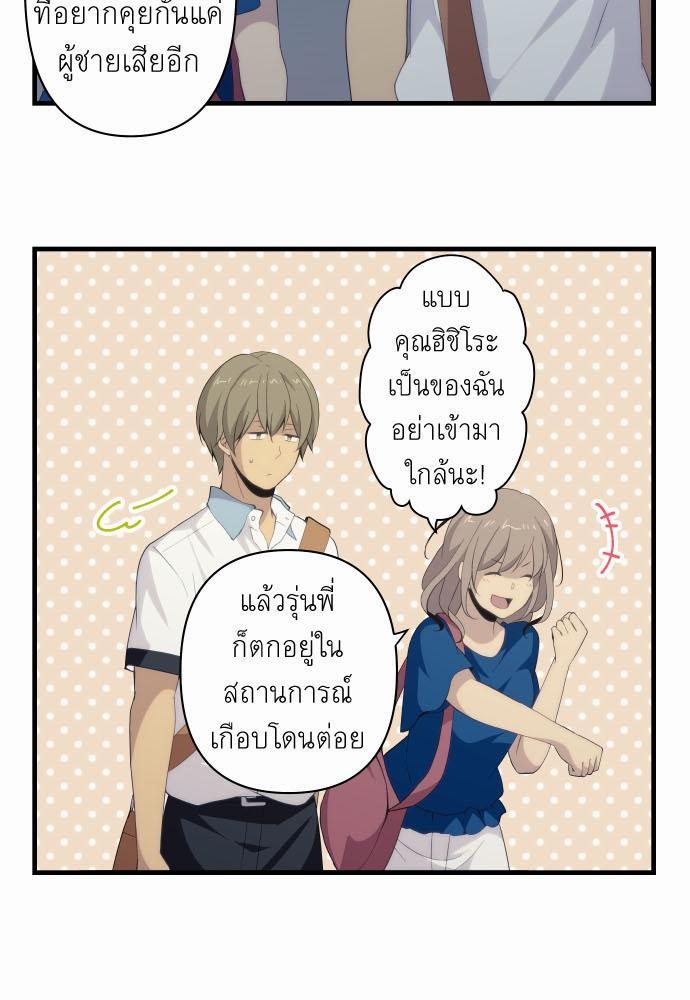 ที่อยากคุยกันแค่
ผู้ชายเสียอีก
แบบ
คุณฮิชิโระ
เป็นของฉัน
อย่าเข้ามา
ใกล้นะ!
แล้วรุ่นพี่
ก็ตกอยู่ใน
สถานการณ์
เกือบโดนต่อย